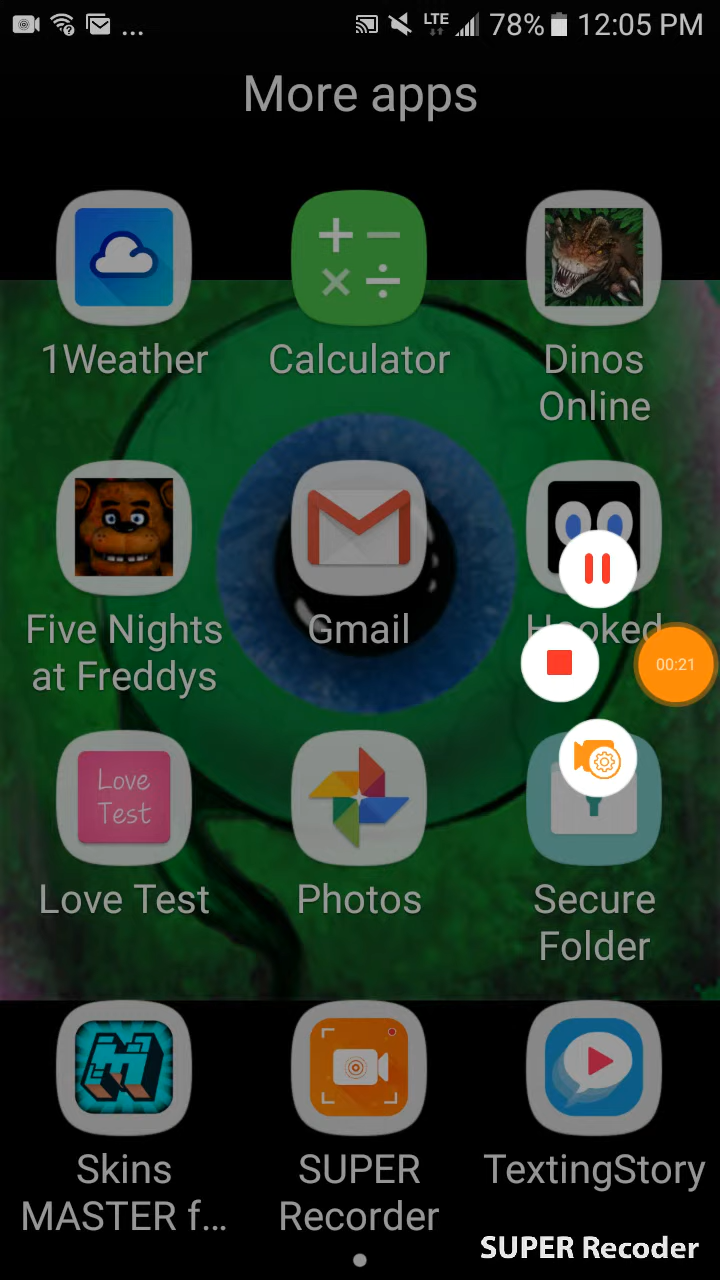 ... LTE 78% 12:05 PM
More apps
1Weather Calculator Dinos Online
Five Nights at Freddys Gmail Hooked
00:21
Love Test
Love Test Photos Secure Folder
Skins MASTER f... SUPER Recorder TextingStory
SUPER Recoder